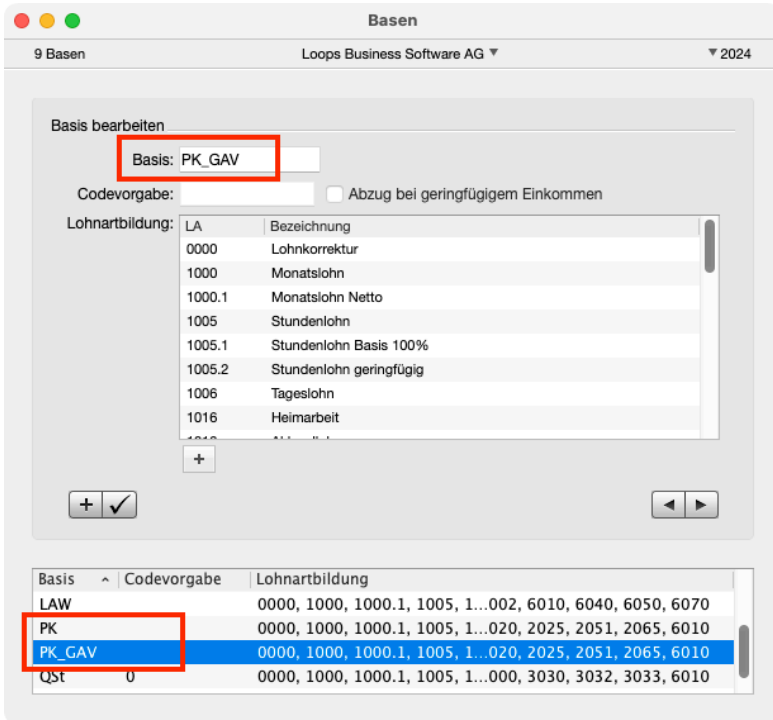 Basen
9 Basen Loops Business Software AG ▼ ▼ 2024
Basis bearbeiten
Basis: PK_GAV
Codevorgabe: Abzug bei geringfügigem Einkommen
Lohnartbildung: LA Bezeichnung
0000 Lohnkorrektur
1000 Monatslohn
1000.1 Monatslohn Netto
1005 Stundenlohn
1005.1 Stundenlohn Basis 100%
1005.2 Stundenlohn geringfügig
1006 Tageslohn
1016 Heimarbeit
+
+ ✓ ◀ ▶
Basis Codevorgabe Lohnartbildung
LAW 0000, 1000, 1000.1, 1005, 1...002, 6010, 6040, 6050, 6070
PK 0000, 1000, 1000.1, 1005, 1...020, 2025, 2051, 2065, 6010
PK_GAV 0000, 1000, 1000.1, 1005, 1...020, 2025, 2051, 2065, 6010
QSt 0 0000, 1000, 1000.1, 1005, 1...000, 3030, 3032, 3033, 6010